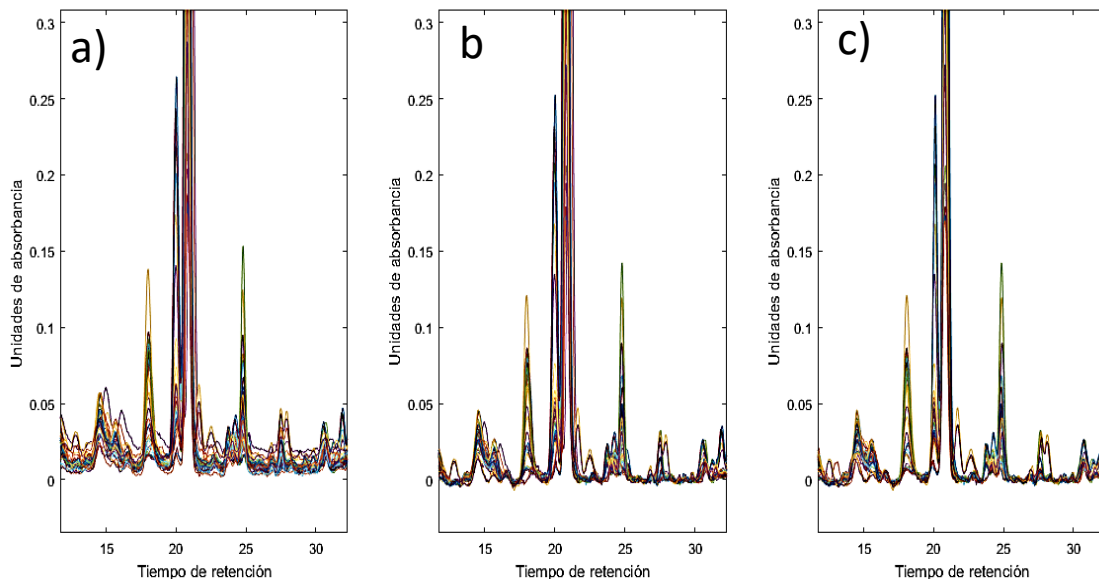 a)
0.3
0.25
0.2
0.15
0.1
0.05
0
Unidades de absorbancia
15 20 25 30
Tiempo de retención
b)
0.3
0.25
0.2
0.15
0.1
0.05
0
Unidades de absorbancia
15 20 25 30
Tiempo de retención
c)
0.3
0.25
0.2
0.15
0.1
0.05
0
Unidades de absorbancia
15 20 25 30
Tiempo de retención